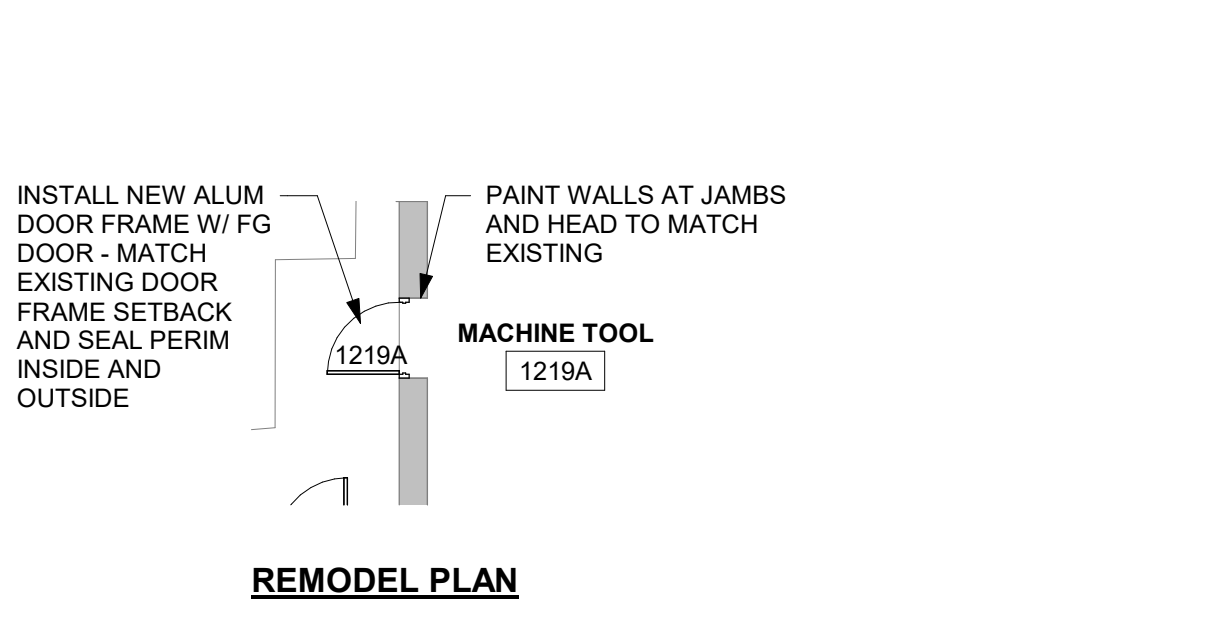 INSTALL NEW ALUM
DOOR FRAME W/ FG
DOOR - MATCH
EXISTING DOOR
FRAME SETBACK
AND SEAL PERIM
INSIDE AND
OUTSIDE
PAINT WALLS AT JAMBS
AND HEAD TO MATCH
EXISTING
1219A
MACHINE TOOL
1219A
REMODEL PLAN